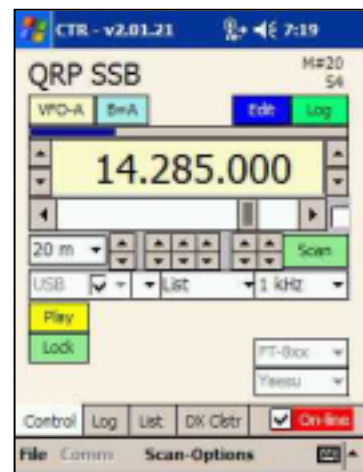 CTR - v2.01.21 7:19
QRP SSB M#20
S4
VFO-A B=A Edit Log
14.285.000
20 m Scan
USB List 1 kHz
Play
Lock FT-8xx
Yaesu
Control Log List DX Clstr On-line
File Comm Scan-Options